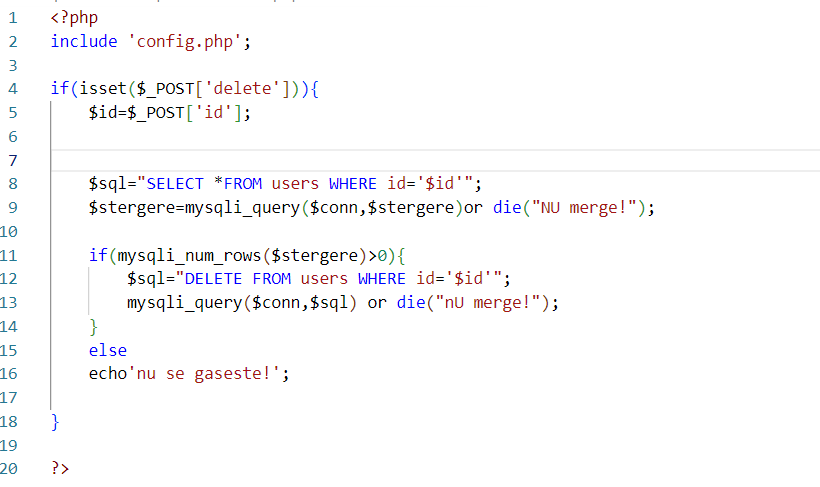 1 <?php
2 include 'config.php';
3
4 if(isset($_POST['delete'])){
5 $id=$_POST['id'];
6
7
8 $sql="SELECT *FROM users WHERE id='$id'";
9 $stergere=mysqli_query($conn,$stergere)or die("NU merge!");
10
11 if(mysqli_num_rows($stergere)>0){
12 $sql="DELETE FROM users WHERE id='$id'";
13 mysqli_query($conn,$sql) or die("nU merge!");
14 }
15 else
16 echo'nu se gaseste!';
17
18 }
19
20 ?>